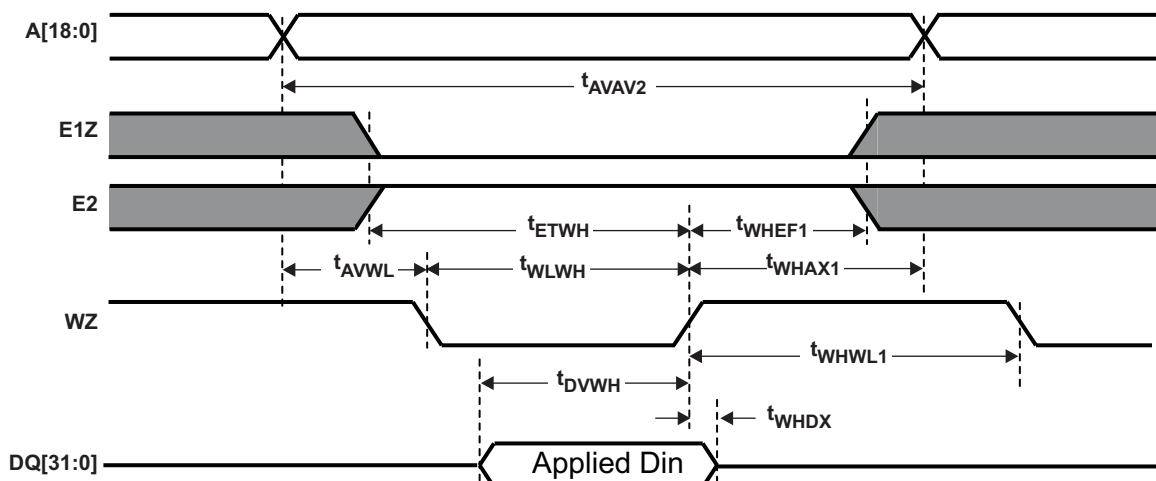 A[18:0]
tAVAV2
E1Z
E2
tETWH
tWHEF1
tAVWL
tWLWH
tWHAX1
WZ
tWHWL1
tDVWH
tWHDX
DQ[31:0]
Applied Din